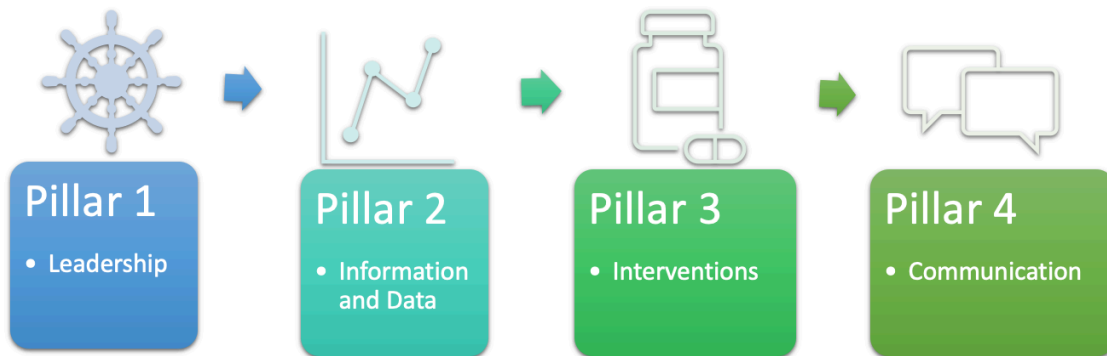 Pillar 1
• Leadership
Pillar 2
• Information
and Data
Pillar 3
• Interventions
Pillar 4
• Communication